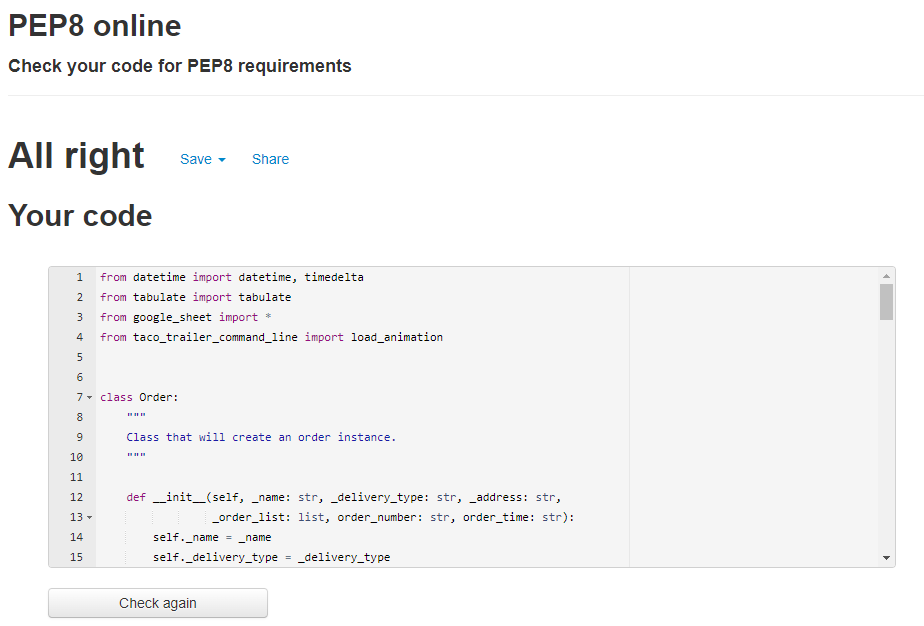 PEP8 online
Check your code for PEP8 requirements
All right Save Share
Your code
1 from datetime import datetime, timedelta
2 from tabulate import tabulate
3 from google_sheet import *
4 from taco_trailer_command_line import load_animation
5
6
7 class Order:
8 """
9 Class that will create an order instance.
10 """
11
12 def __init__(self, _name: str, _delivery_type: str, _address: str,
13 _order_list: list, order_number: str, order_time: str):
14 self._name = _name
15 self._delivery_type = _delivery_type
Check again